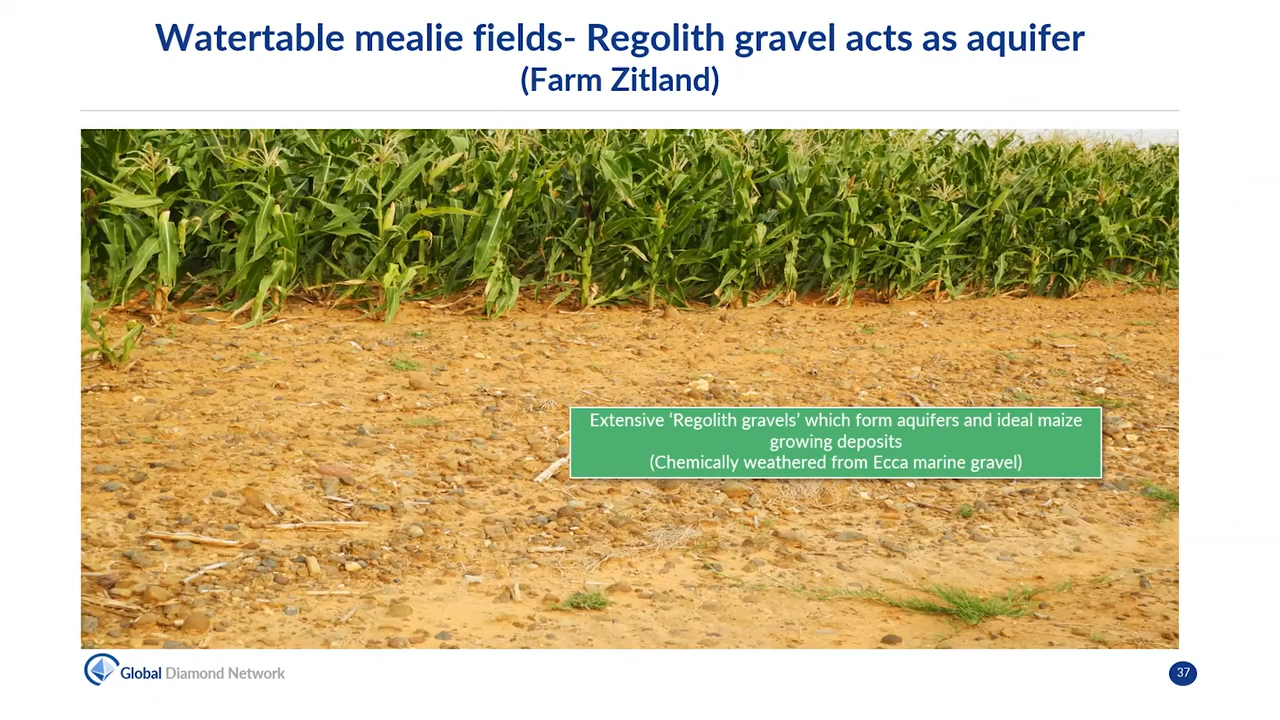 Watertable mealie fields- Regolith gravel acts as aquifer
(Farm Zitland)
Extensive ‘Regolith gravels’ which form aquifers and ideal maize
growing deposits
(Chemically weathered from Ecca marine gravel)
Global Diamond Network
37